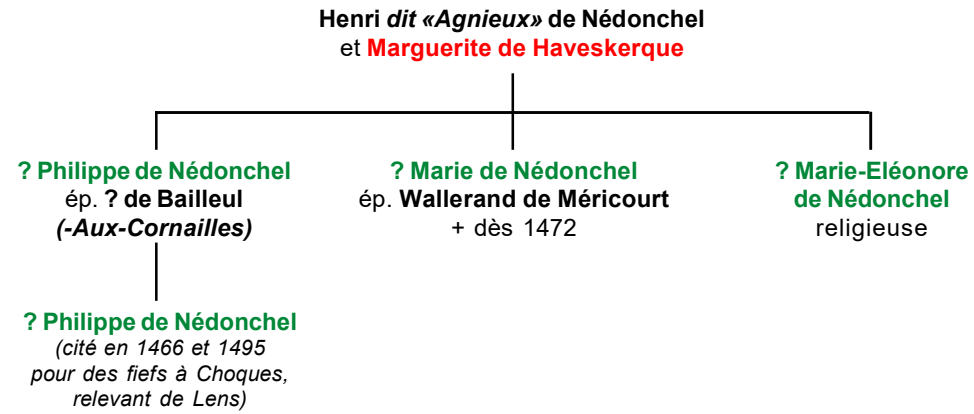 Henri dit «Agnieux» de Nédonchel
et Marguerite de Haveskerque
? Philippe de Nédonchel
ép. ? de Bailleul
(-Aux-Cornailles)
? Marie de Nédonchel
ép. Wallerand de Méricourt
+ dès 1472
? Marie-Eléonore
de Nédonchel
religieuse
? Philippe de Nédonchel
(cité en 1466 et 1495
pour des fiefs à Choques,
relevant de Lens)